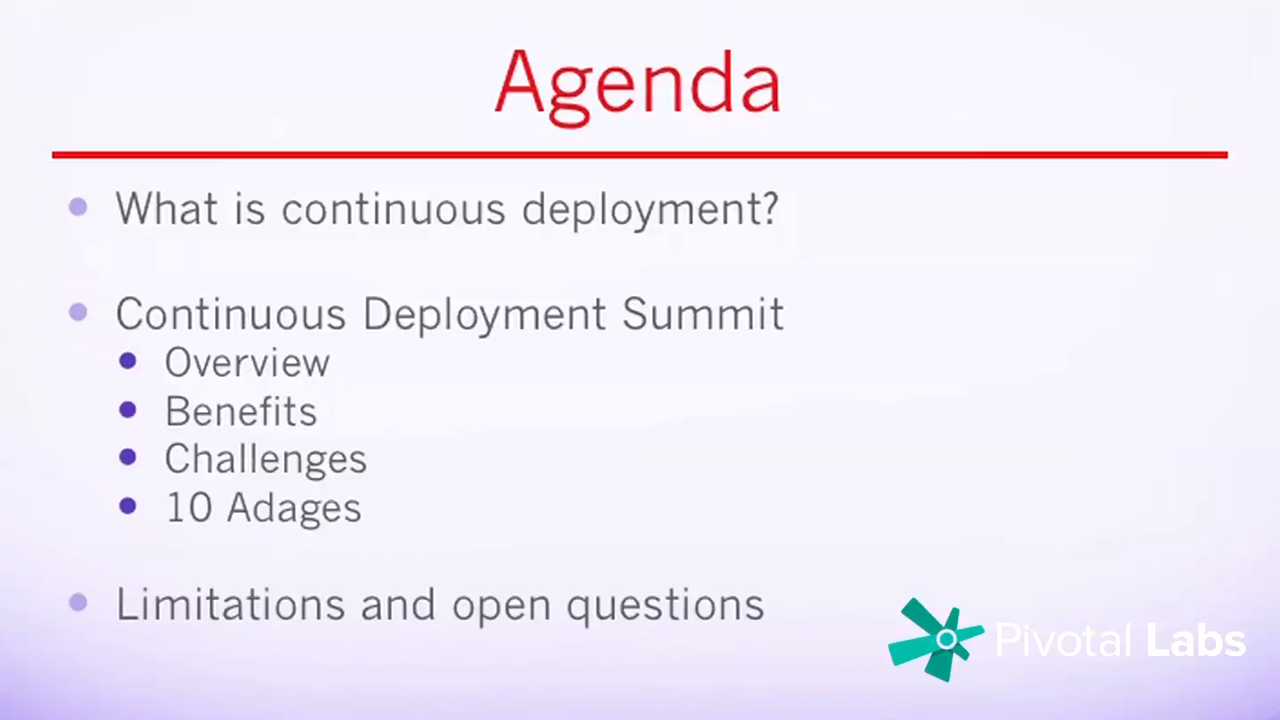 Agenda
What is continuous deployment?
Continuous Deployment Summit
Overview
Benefits
Challenges
10 Adages
Limitations and open questions
Pivotal Labs